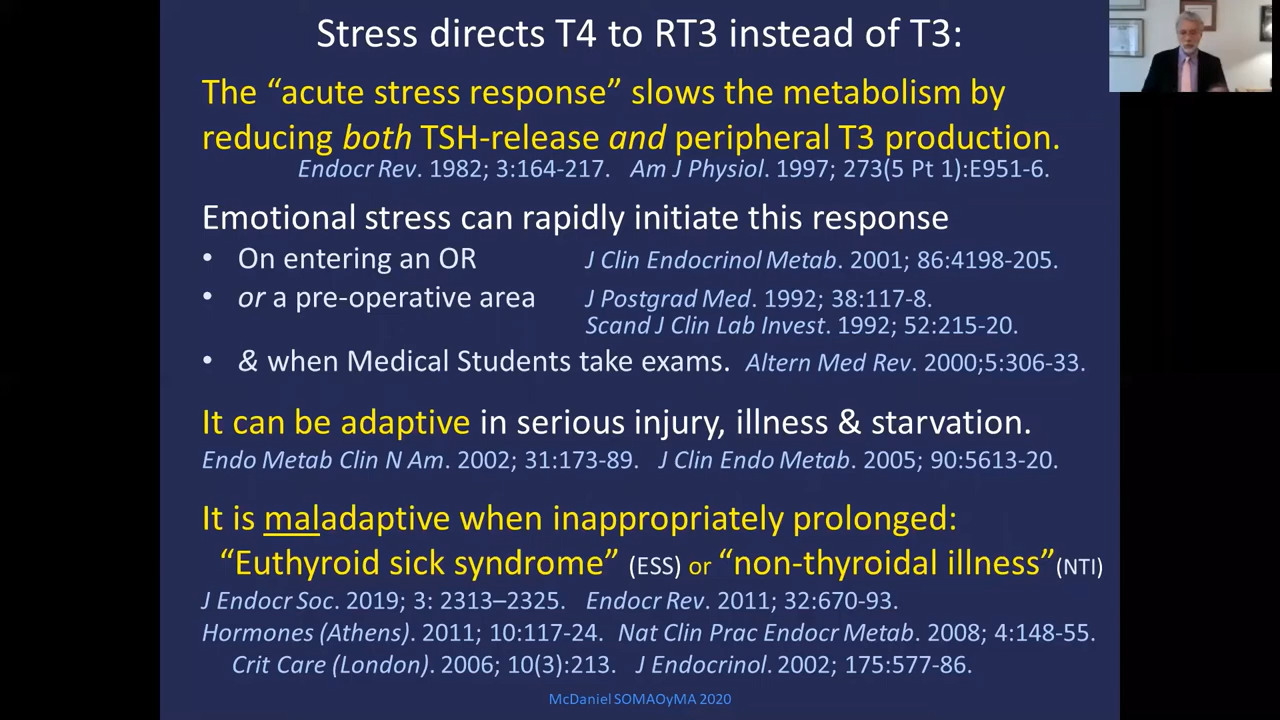 Stress directs T4 to RT3 instead of T3:
The “acute stress response” slows the metabolism by
reducing both TSH-release and peripheral T3 production.
Endocr Rev. 1982; 3:164-217. Am J Physiol. 1997; 273(5 Pt 1):E951-6.
Emotional stress can rapidly initiate this response
• On entering an OR J Clin Endocrinol Metab. 2001; 86:4198-205.
• or a pre-operative area J Postgrad Med. 1992; 38:117-8.
Scand J Clin Lab Invest. 1992; 52:215-20.
• & when Medical Students take exams. Altern Med Rev. 2000;5:306-33.
It can be adaptive in serious injury, illness & starvation.
Endo Metab Clin N Am. 2002; 31:173-89. J Clin Endo Metab. 2005; 90:5613-20.
It is maladaptive when inappropriately prolonged:
“Euthyroid sick syndrome” (ESS) or “non-thyroidal illness”(NTI)
J Endocr Soc. 2019; 3: 2313–2325. Endocr Rev. 2011; 32:670-93.
Hormones (Athens). 2011; 10:117-24. Nat Clin Prac Endocr Metab. 2008; 4:148-55.
Crit Care (London). 2006; 10(3):213. J Endocrinol. 2002; 175:577-86.
McDaniel SOMAOyMA 2020